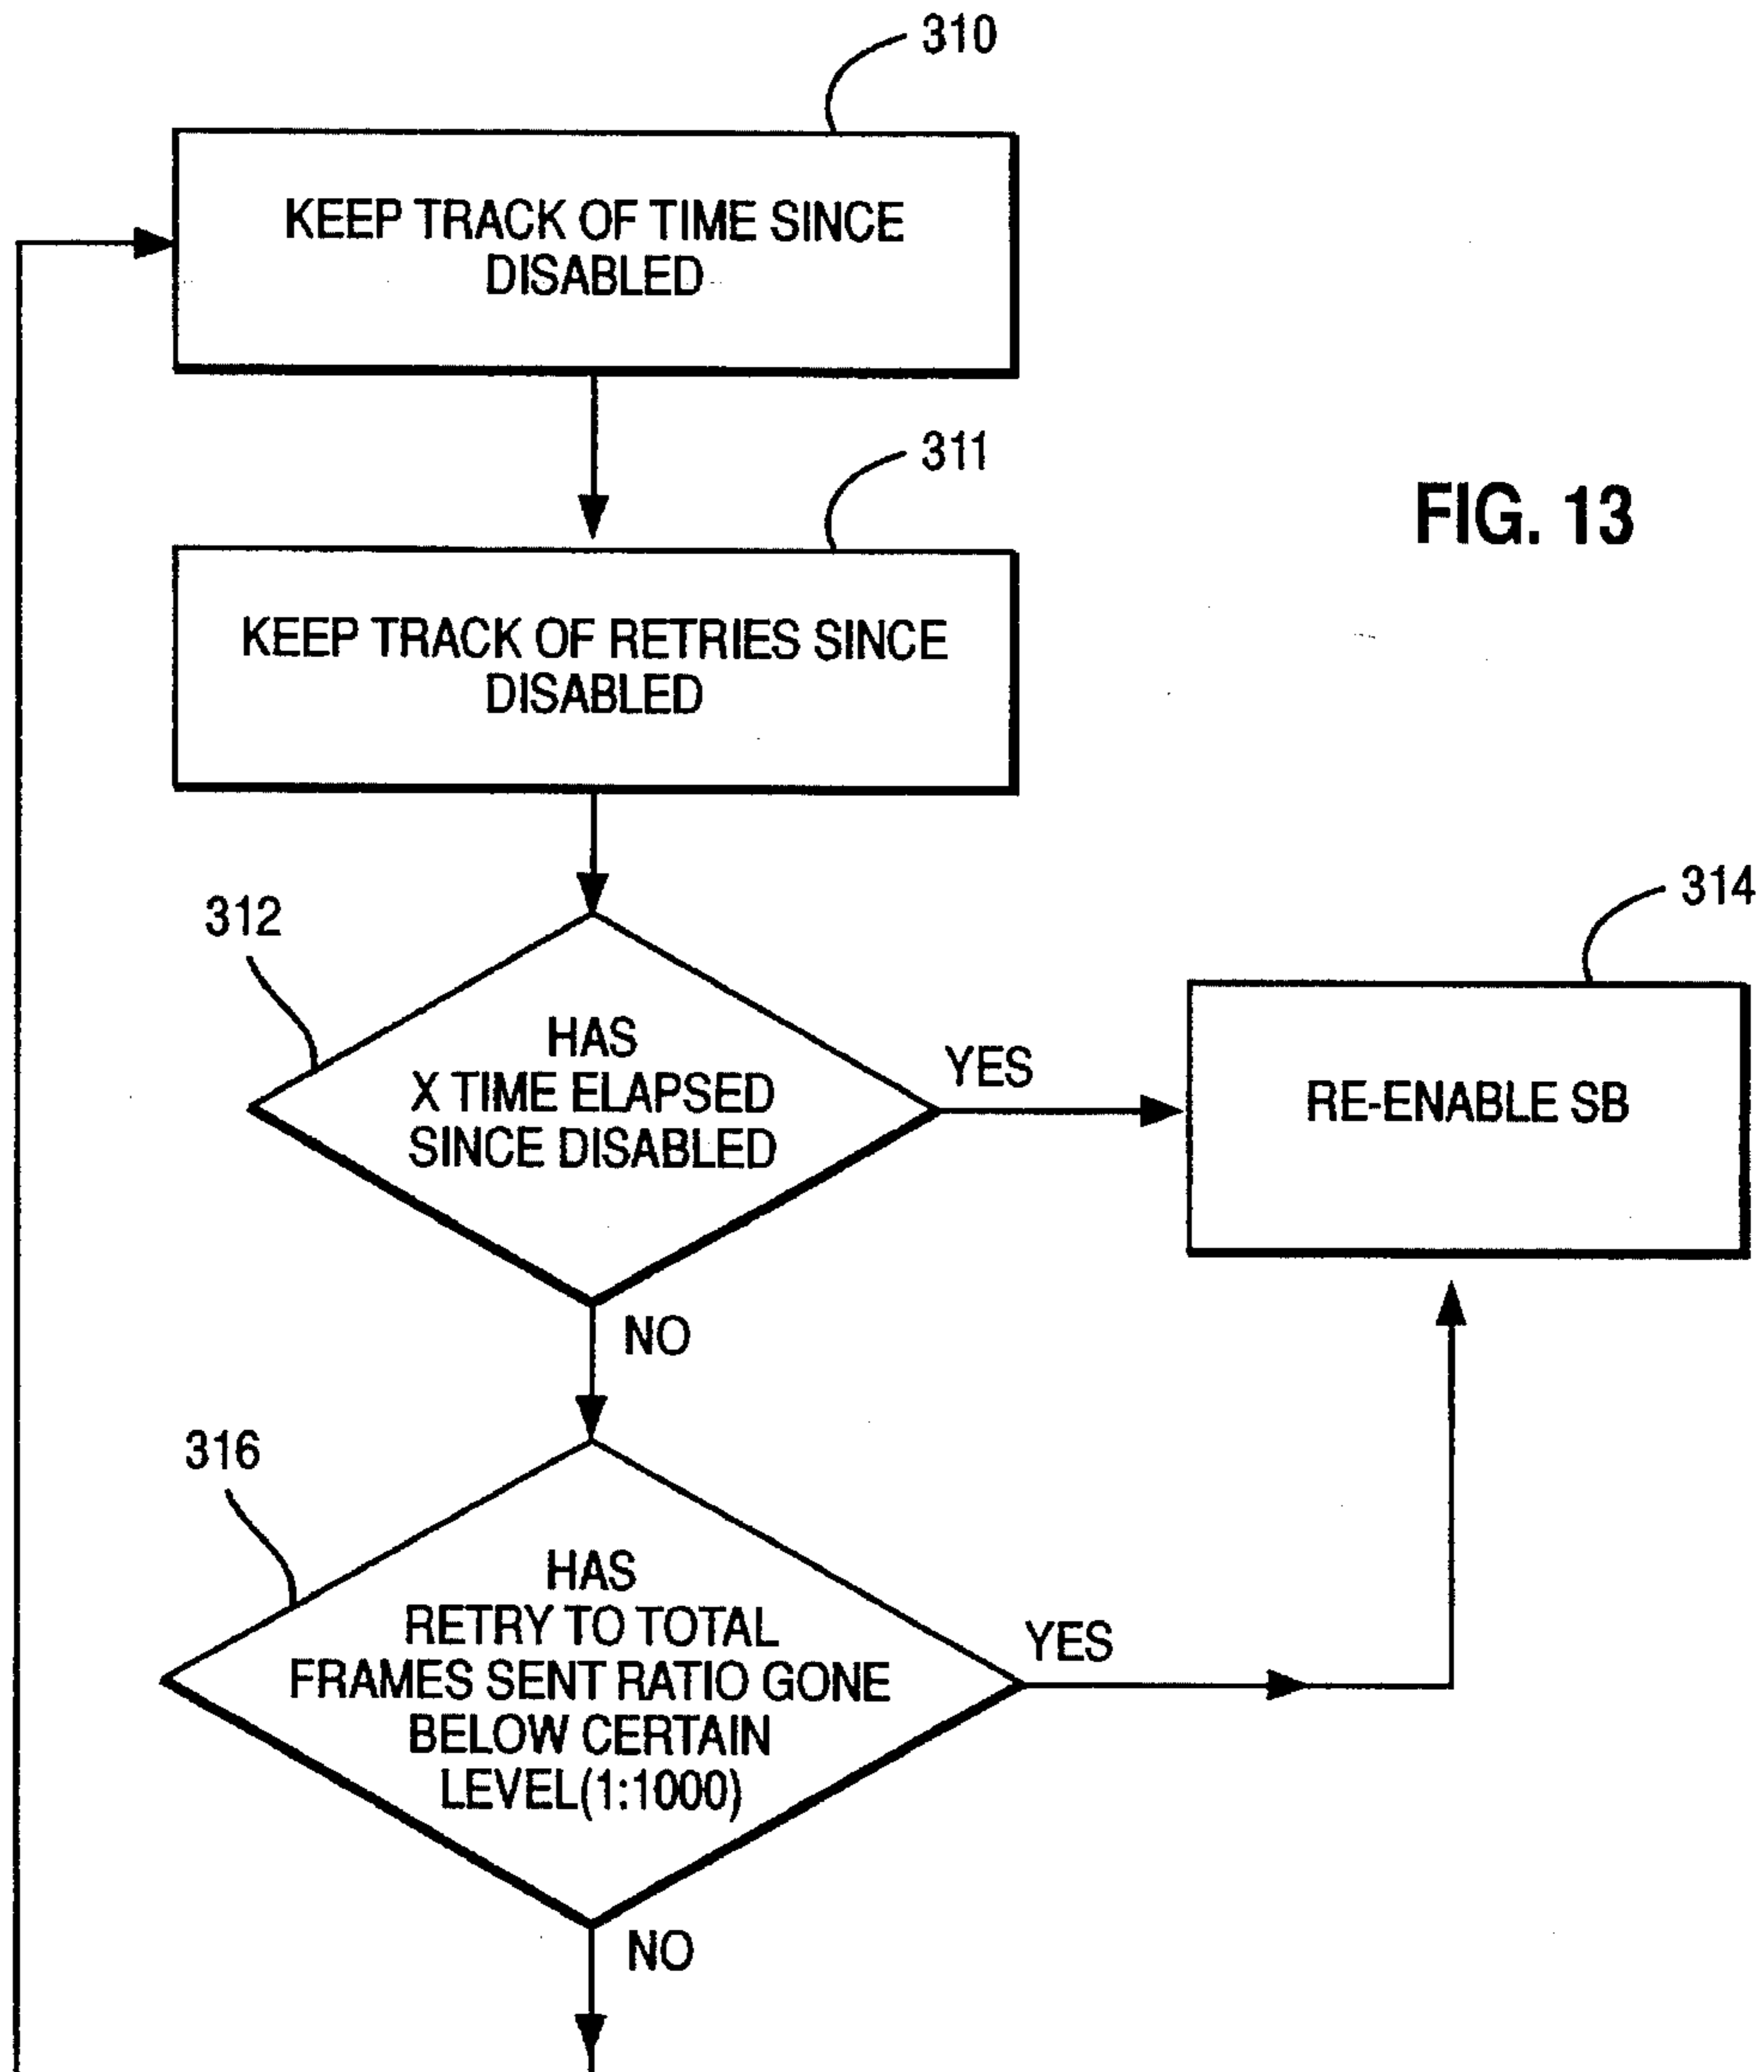 310
KEEP TRACK OF TIME SINCE
DISABLED
311
FIG. 13
KEEP TRACK OF RETRIES SINCE
DISABLED
312
314
HAS
X TIME ELAPSED
SINCE DISABLED
YES
RE-ENABLE SB
NO
316
HAS
RETRY TO TOTAL
FRAMES SENT RATIO GONE
BELOW CERTAIN
LEVEL(1:1000)
YES
NO